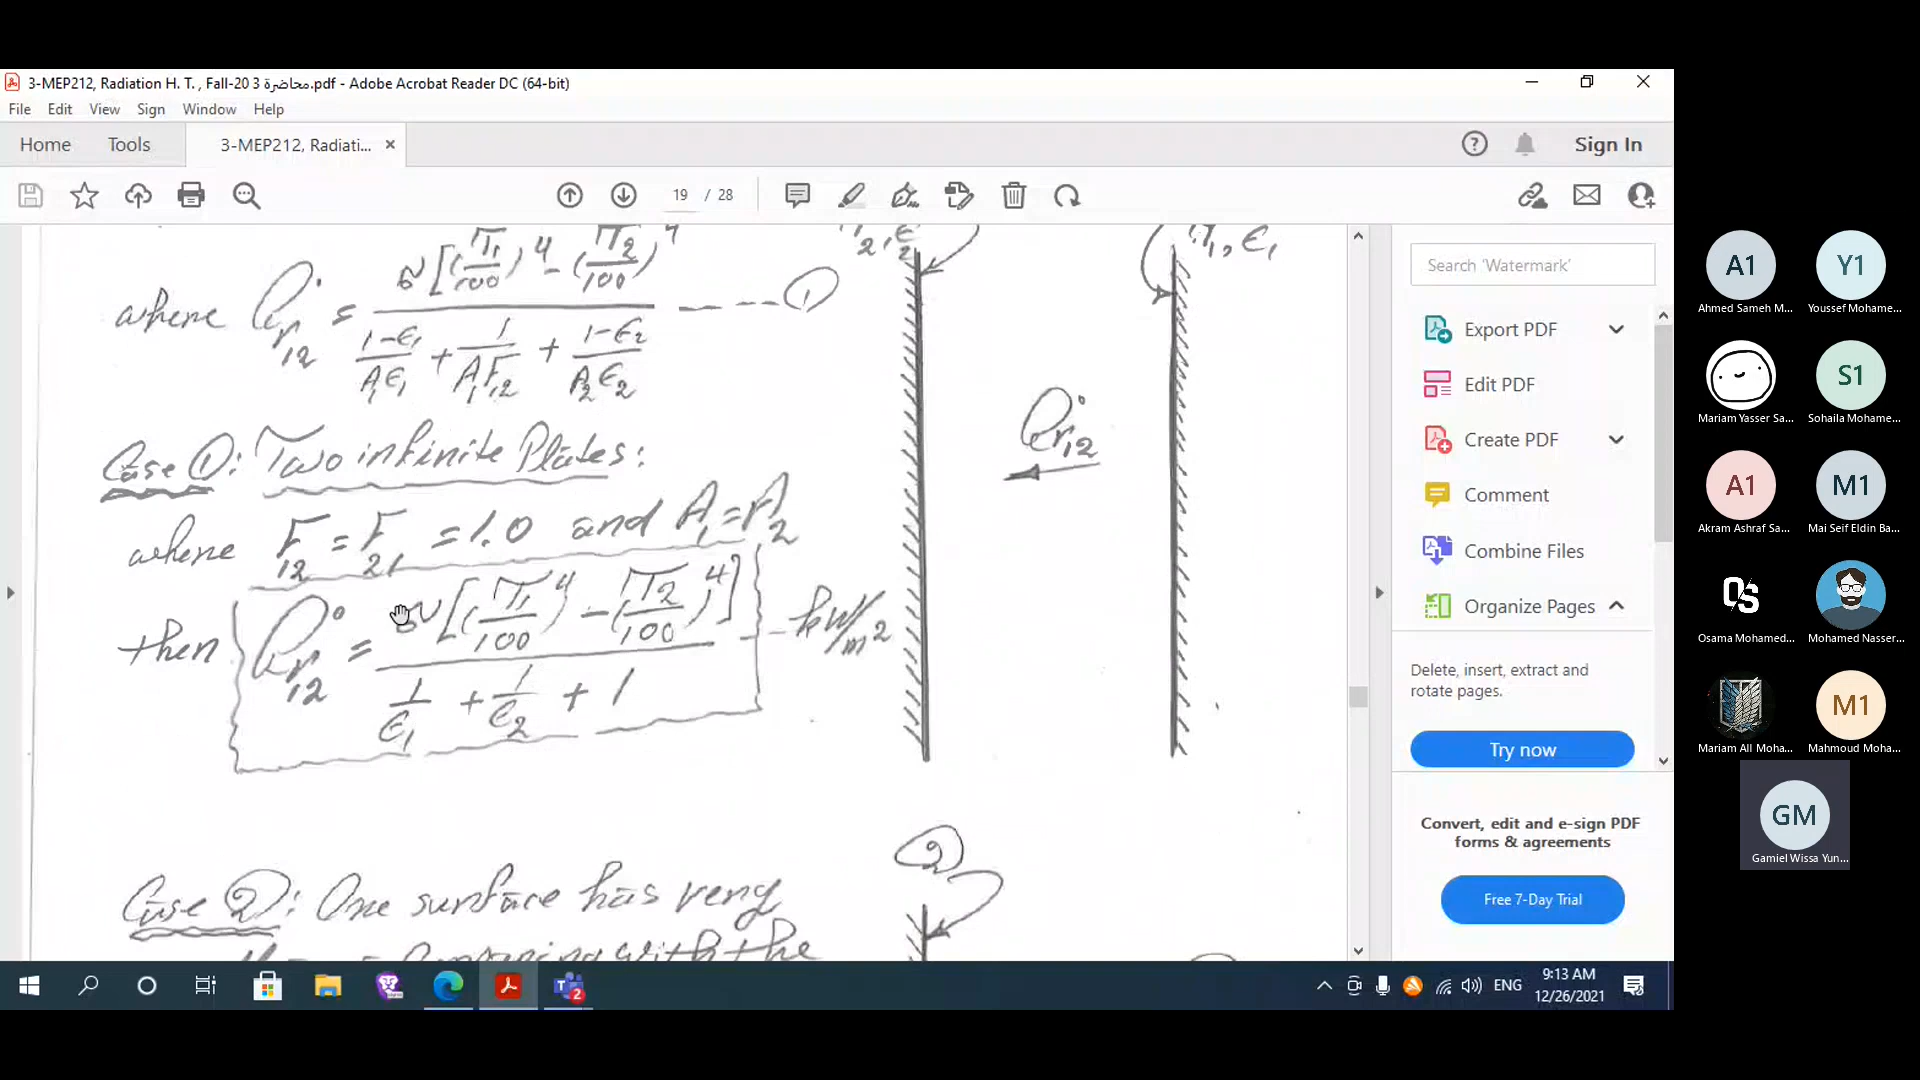 3-MEP212, Radiation H. T. , Fall-20 3 محاضرة.pdf - Adobe Acrobat Reader DC (64-bit)
File Edit View Sign Window Help
Home Tools 3-MEP212, Radiati... × Sign In
19 / 28
where Q̇r12 = σ[(T1/100)^4 - (T2/100)^4 / (1-ϵ1)/(A1ϵ1) + 1/(A1F12) + (1-ϵ2)/(A2ϵ2) ----①
T2, ϵ2
T1, ϵ1
Q̇r12
Case ①: Two infinite Plates:
where F12 = F21 = 1.0 and A1 = A2
then Q̇r12 = σ[(T1/100)^4 - (T2/100)^4] / 1/ϵ1 + 1/ϵ2 + 1 -- kW/m2
②
Case ②: One surface has very
with the
Search 'Watermark'
Export PDF
Edit PDF
Create PDF
Comment
Combine Files
Organize Pages
Delete, insert, extract and
rotate pages.
Try now
Convert, edit and e-sign PDF
forms & agreements
Free 7-Day Trial
A1 Y1
Ahmed Sameh M... Youssef Mohame...
S1
Mariam Yasser Sa... Sohaila Mohame...
A1 M1
Akram Ashraf Sa... Mai Seif Eldin Ba...
OS
Osama Mohamed... Mohamed Nasser...
M1
Mariam All Moha... Mahmoud Moha...
GM
Gamiel Wissa Yun...
2
ENG
9:13 AM
12/26/2021